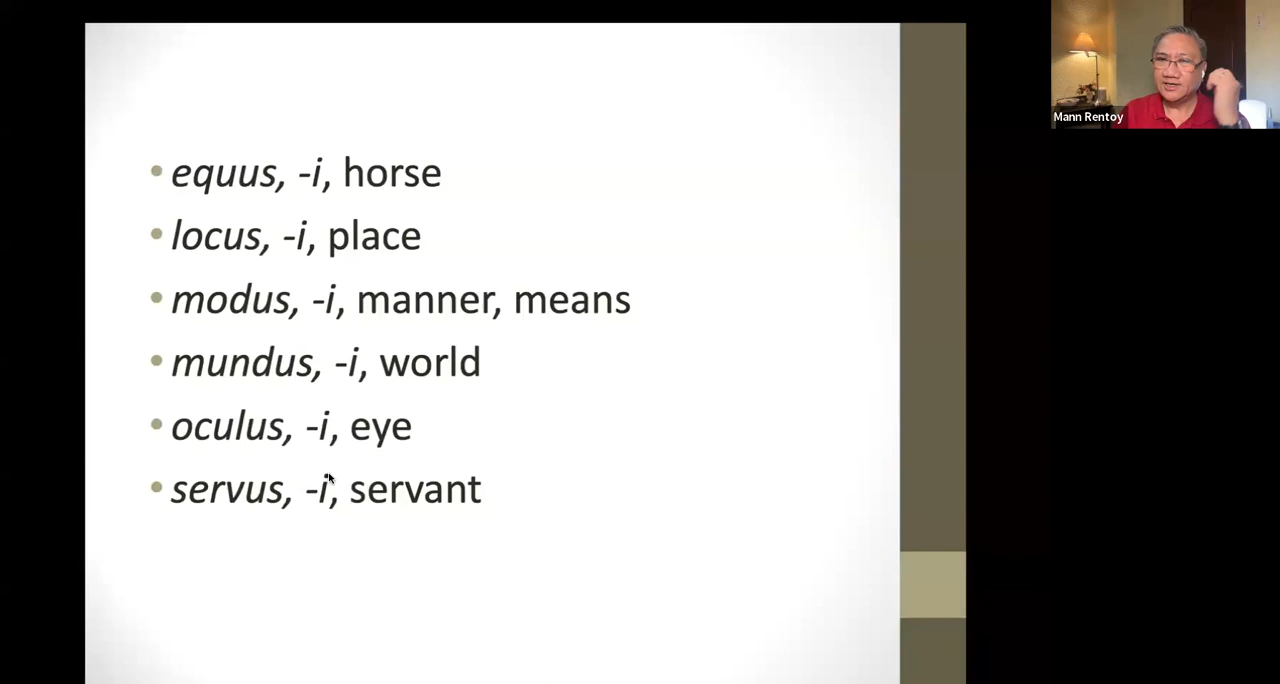 • equus, -i, horse
• locus, -i, place
• modus, -i, manner, means
• mundus, -i, world
• oculus, -i, eye
• servus, -i, servant
Mann Rentoy